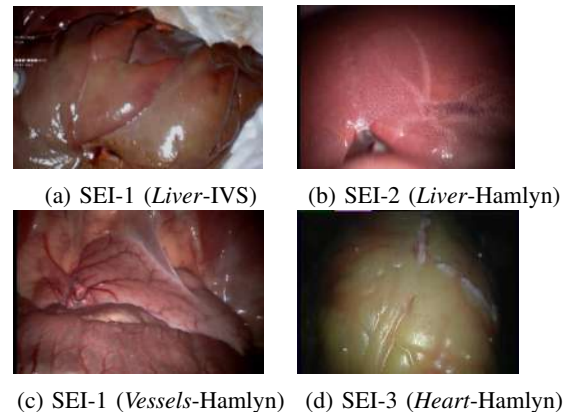 (a) SEI-1 (Liver-IVS)
(b) SEI-2 (Liver-Hamlyn)
(c) SEI-1 (Vessels-Hamlyn)
(d) SEI-3 (Heart-Hamlyn)